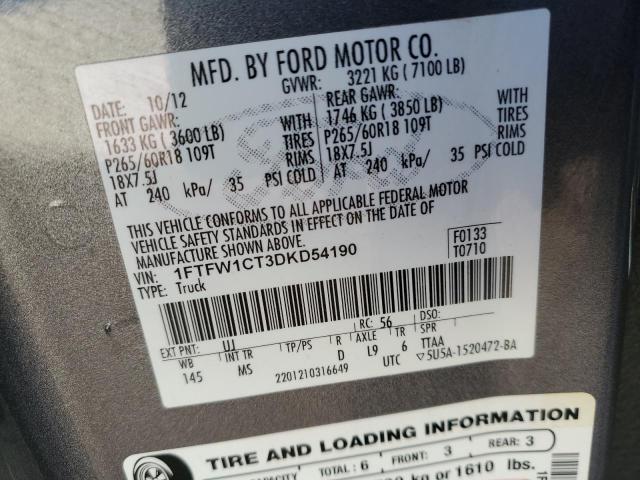 MFD. BY FORD MOTOR CO.
DATE: 10/12 GVWR: 3221 KG (7100 LB)
FRONT GAWR: REAR GAWR:
1633 KG (3600 LB) WITH 1746 KG (3850 LB) WITH
P265/60R18 109T TIRES P265/60R18 109T TIRES
18X7.5J RIMS 18X7.5J RIMS
AT 240 kPa/ 35 PSI COLD AT 240 kPa/ 35 PSI COLD
THIS VEHICLE CONFORMS TO ALL APPLICABLE FEDERAL MOTOR
VEHICLE SAFETY STANDARDS IN EFFECT ON THE DATE OF
MANUFACTURE SHOWN ABOVE.
VIN: 1FTFW1CT3DKD54190 F0133
TYPE: Truck T0710
EXT PNT: UJ RC: 56 DSO:
WB INT TR TP/PS R AXLE TR SPR
145 MS D L9 6 TTAA
2201210316649 UTC ▽5U5A-1520472-BA
TIRE AND LOADING INFORMATION
SEATING CAPACITY TOTAL: 6 FRONT: 3 REAR: 3
kg or 1610 lbs.